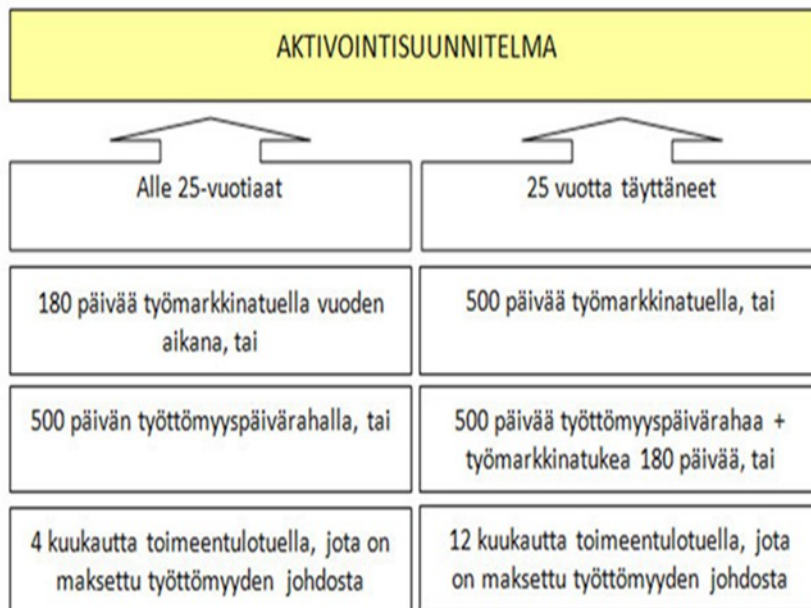 AKTIVOINTISUUNNITELMA
Alle 25-vuotiaat
180 päivää työmarkkinatuella vuoden
aikana, tai
500 päivän työttömyyspäivärahalla, tai
4 kuukautta toimeentulotuella, jota on
maksettu työttömyyden johdosta
25 vuotta täyttäneet
500 päivää työmarkkinatuella, tai
500 päivää työttömyyspäivärahaa +
työmarkkinatukea 180 päivää, tai
12 kuukautta toimeentulotuella, jota
on maksettu työttömyyden johdosta